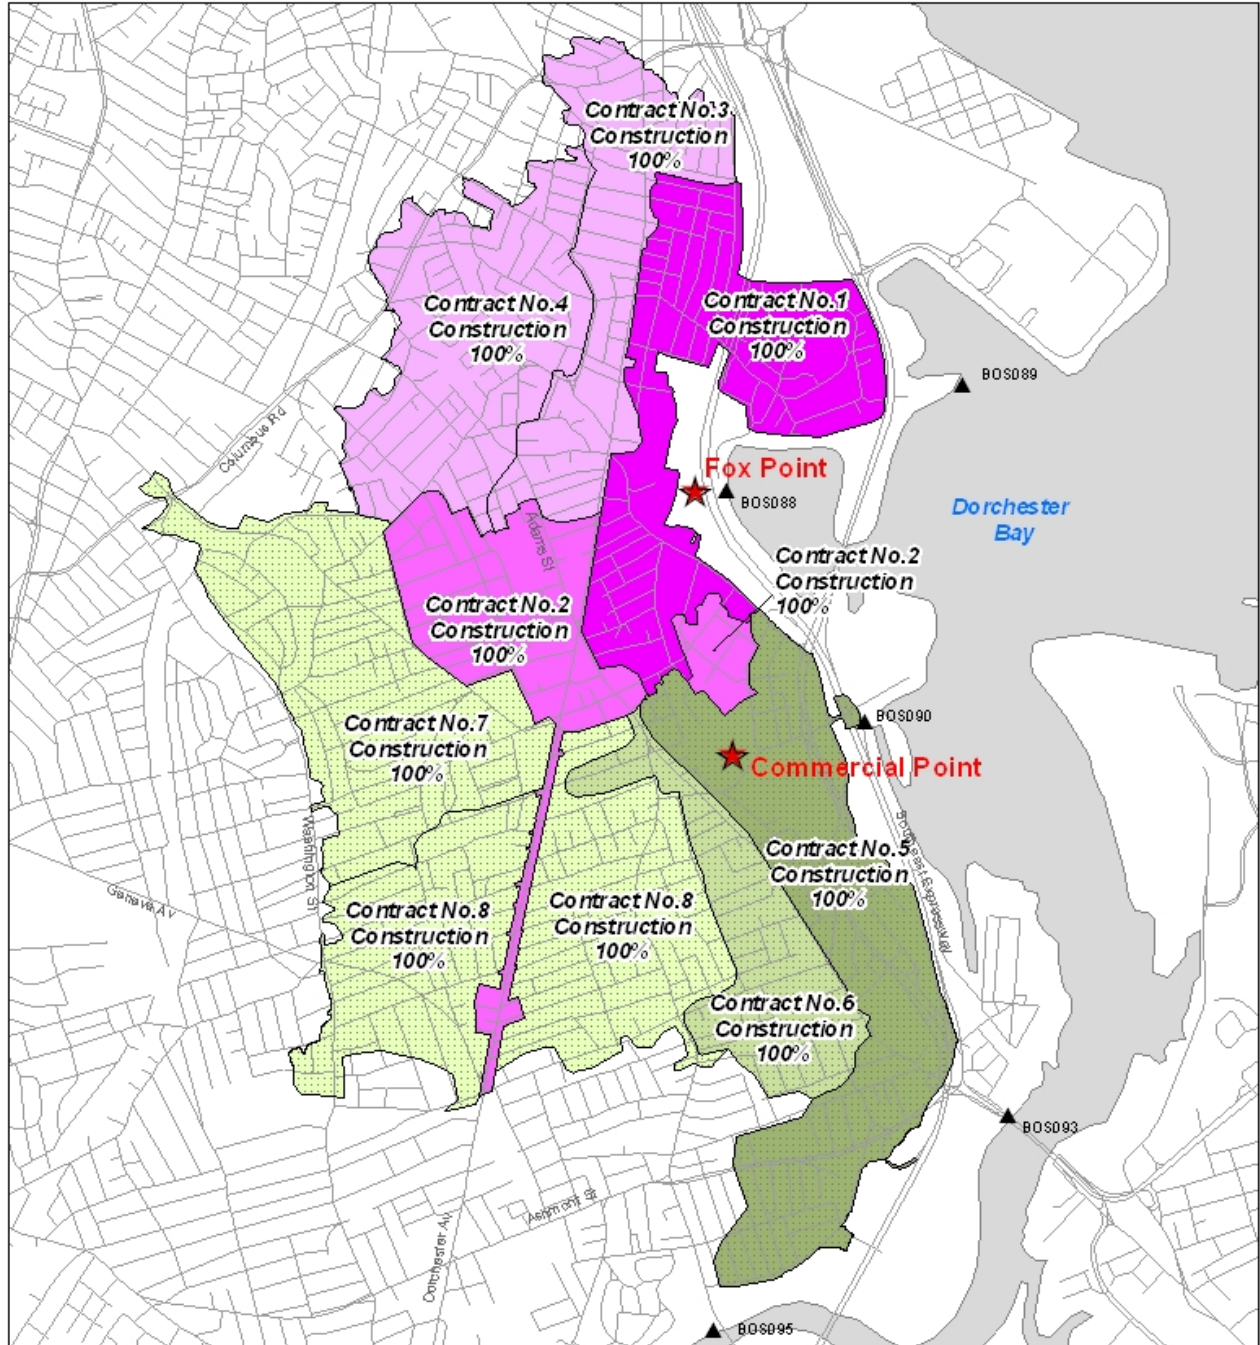 Contract No.3
Construction
100%
Contract No.4
Construction
100%
Contract No.1
Construction
100%
BOS089
Columbus Rd
Fox Point
BOS088
Dorchester
Bay
Adams St
Contract No.2
Construction
100%
Contract No.2
Construction
100%
BOS090
Contract No.7
Construction
100%
Commercial Point
Washington St
Southeast Expressway
Contract No.5
Construction
100%
Geneva Av
Contract No.8
Construction
100%
Contract No.8
Construction
100%
Contract No.6
Construction
100%
BOS093
Ashmont St
Dorchester Av
BOS095